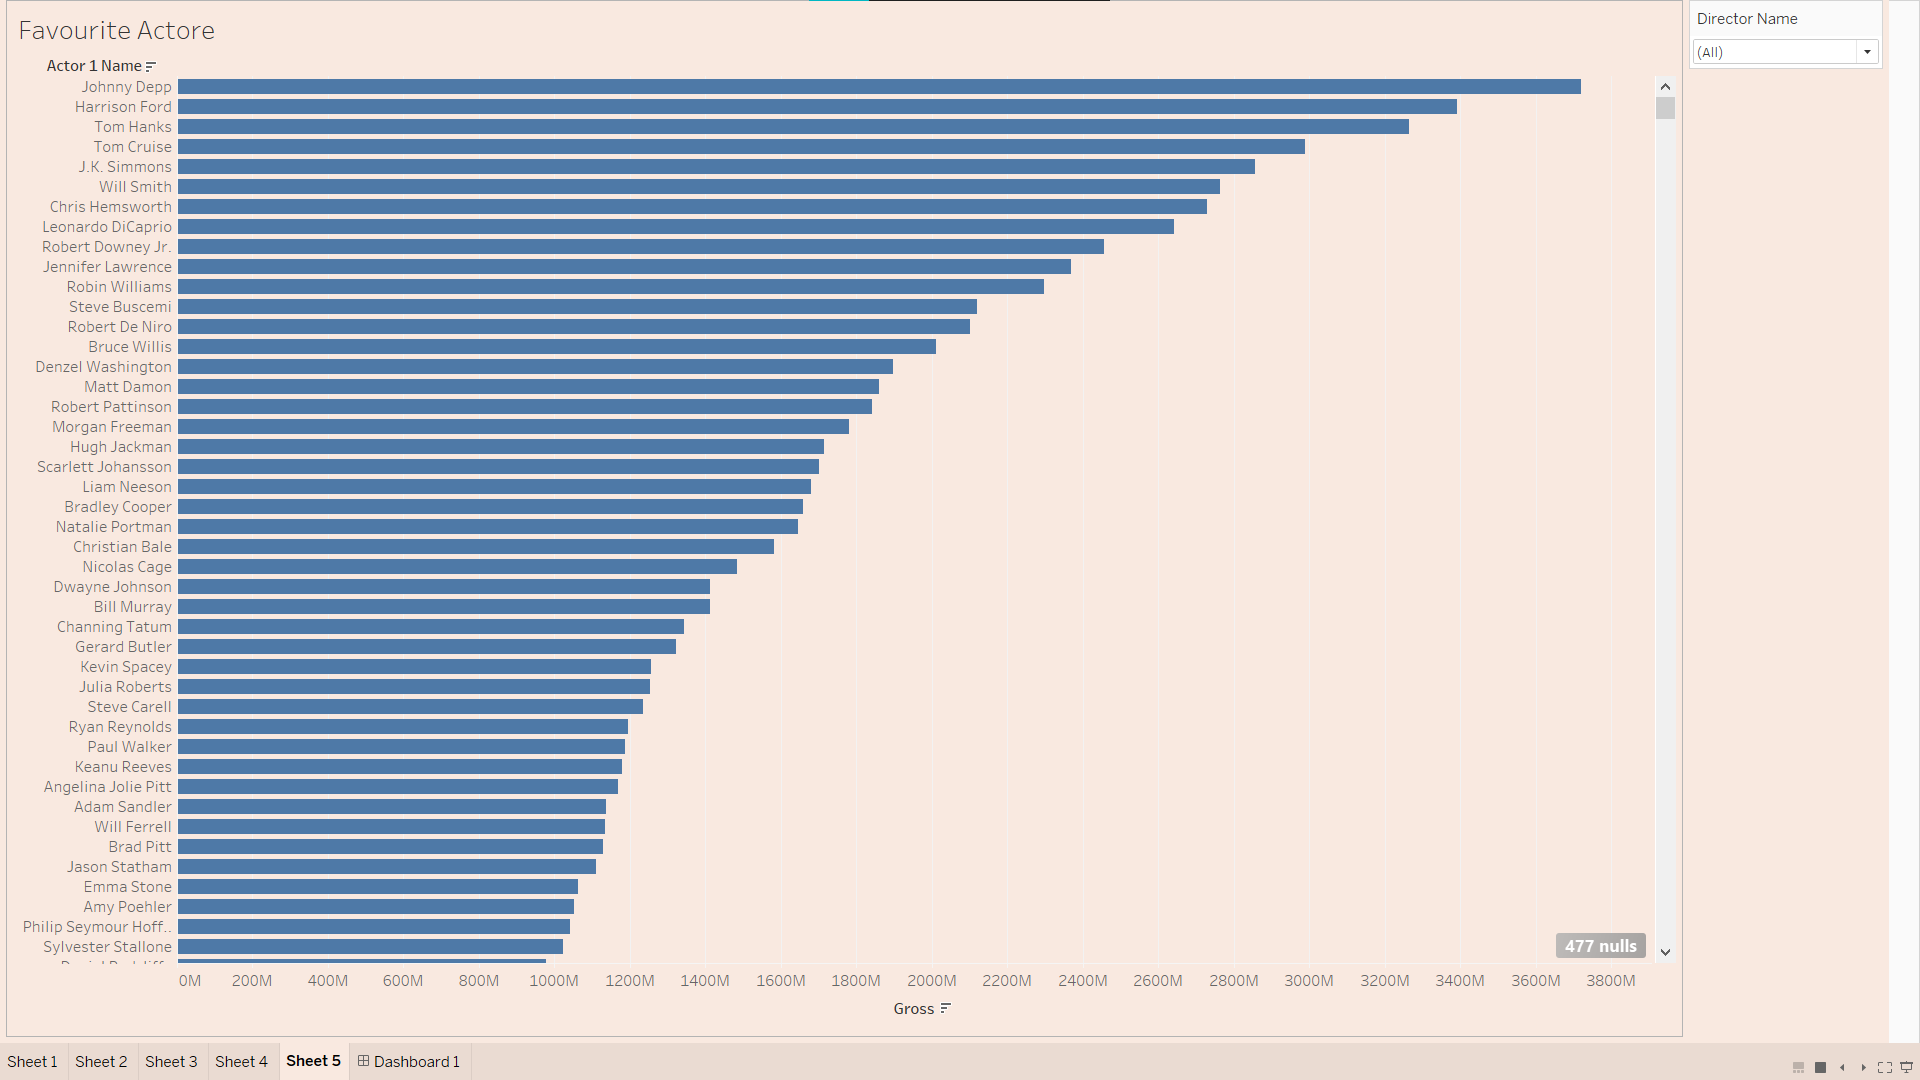 Favourite Actore
Director Name
(All)
Actor 1 Name
Johnny Depp
Harrison Ford
Tom Hanks
Tom Cruise
J.K. Simmons
Will Smith
Chris Hemsworth
Leonardo DiCaprio
Robert Downey Jr.
Jennifer Lawrence
Robin Williams
Steve Buscemi
Robert De Niro
Bruce Willis
Denzel Washington
Matt Damon
Robert Pattinson
Morgan Freeman
Hugh Jackman
Scarlett Johansson
Liam Neeson
Bradley Cooper
Natalie Portman
Christian Bale
Nicolas Cage
Dwayne Johnson
Bill Murray
Channing Tatum
Gerard Butler
Kevin Spacey
Julia Roberts
Steve Carell
Ryan Reynolds
Paul Walker
Keanu Reeves
Angelina Jolie Pitt
Adam Sandler
Will Ferrell
Brad Pitt
Jason Statham
Emma Stone
Amy Poehler
Philip Seymour Hoff..
Sylvester Stallone
477 nulls
0M 200M 400M 600M 800M 1000M 1200M 1400M 1600M 1800M 2000M 2200M 2400M 2600M 2800M 3000M 3200M 3400M 3600M 3800M
Gross
Sheet 1 Sheet 2 Sheet 3 Sheet 4 Sheet 5 Dashboard 1